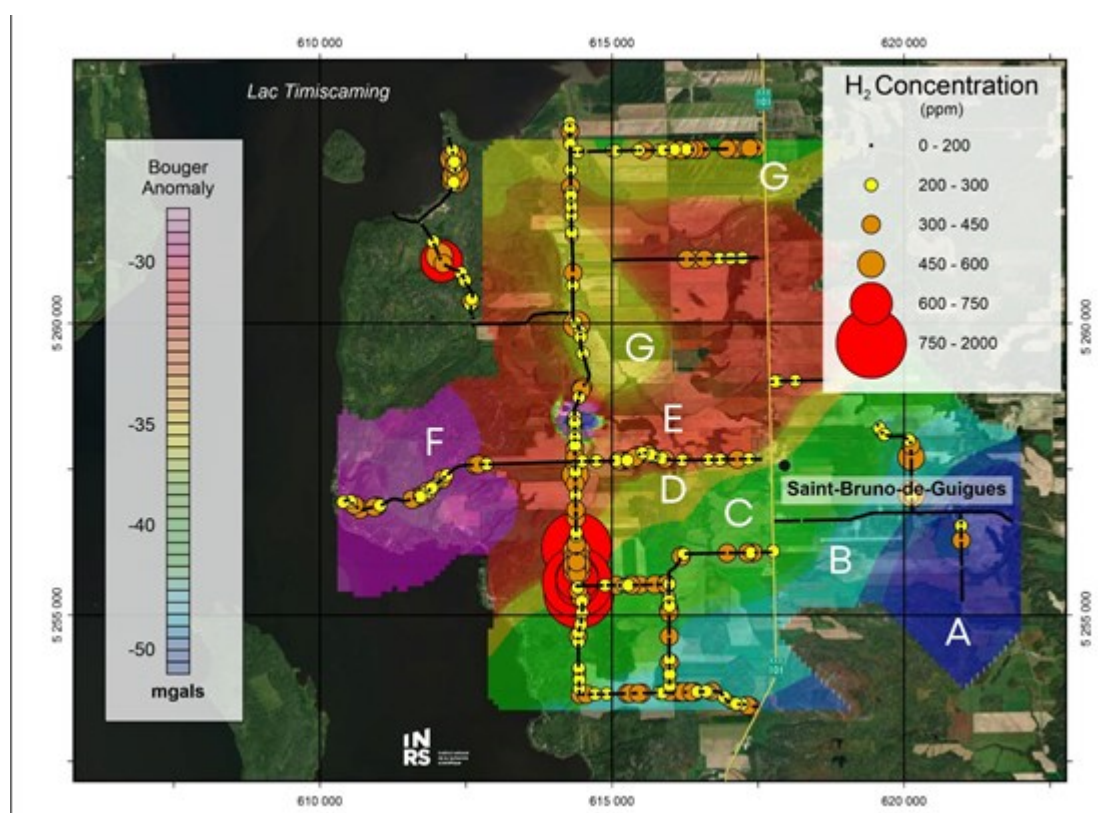 610 000
615 000
620 000
Lac Timiscaming
H₂ Concentration
(ppm)
0 - 200
200 - 300
300 - 450
450 - 600
600 - 750
750 - 2000
Bouger
Anomaly
-30
-35
-40
-50
mgals
101
G
G
E
F
D
C
B
A
Saint-Bruno-de-Guigues
101
5 260 000
5 260 000
5 255 000
5 255 000
INRS
610 000
615 000
620 000